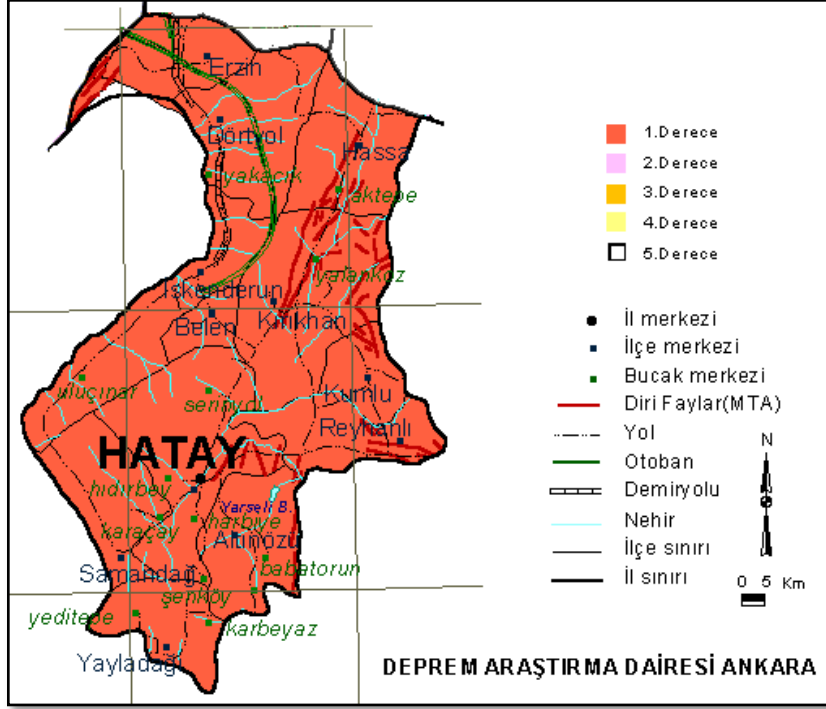 Erzin
Dörtyol
Hassa
yakacık
aktepe
yalankoz
İskenderun
Kırıkhan
Belen
uluçınar
serinyol
Kumlu
Reyhanlı
HATAY
hıdırbey
Yarseli B.
karaçay
harbiye
Altınözü
Samandağ
babatorun
şenköy
yeditepe
karbeyaz
Yayladağı
1.Derece
2.Derece
3.Derece
4.Derece
5.Derece
İl merkezi
İlçe merkezi
Bucak merkezi
Diri Faylar(MTA)
Yol
N
Otoban
Demiryolu
Nehir
İlçe sınırı
İl sınırı
0 5 Km
DEPREM ARAŞTIRMA DAİRESİ ANKARA